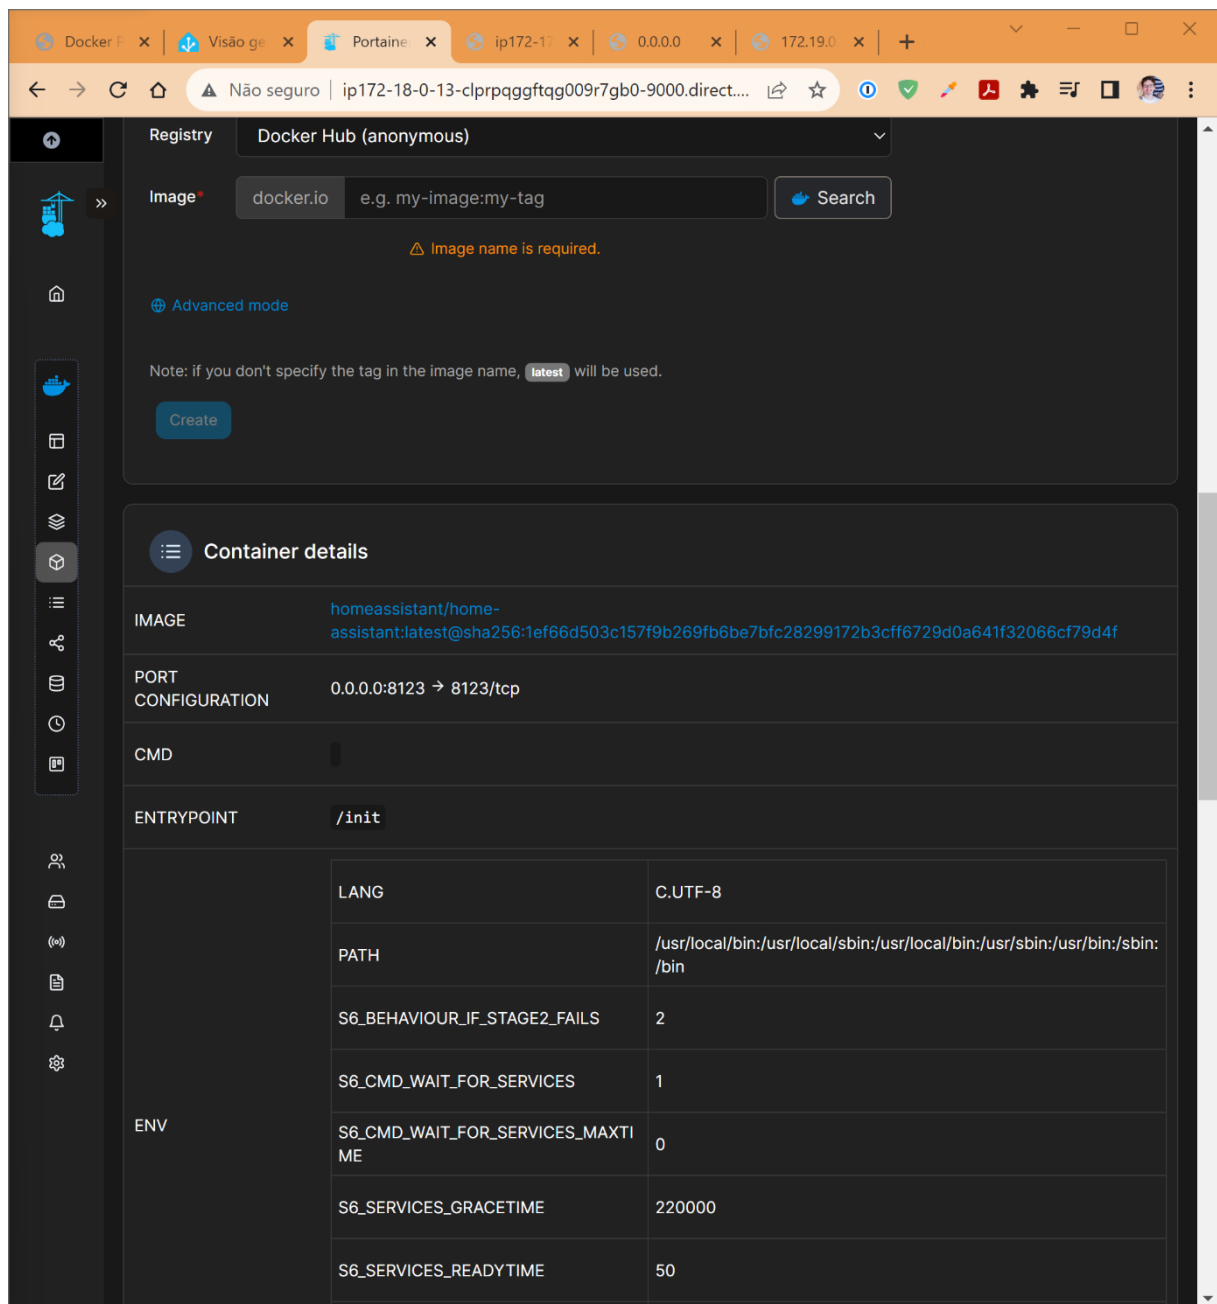 Docker P
Visão ge
Portaine
ip172-17
0.0.0.0
172.19.0
Não seguro
ip172-18-0-13-clprpqggftqg009r7gb0-9000.direct....
Registry
Docker Hub (anonymous)
Image*
docker.io
e.g. my-image:my-tag
Search
Image name is required.
Advanced mode
Note: if you don't specify the tag in the image name, latest will be used.
Create
Container details
IMAGE
homeassistant/home-
assistant:latest@sha256:1ef66d503c157f9b269fb6be7bfc28299172b3cff6729d0a641f32066cf79d4f
PORT
CONFIGURATION
0.0.0.0:8123 → 8123/tcp
CMD
ENTRYPOINT
/init
ENV
LANG
C.UTF-8
PATH
/usr/local/bin:/usr/local/sbin:/usr/local/bin:/usr/sbin:/usr/bin:/sbin:
/bin
S6_BEHAVIOUR_IF_STAGE2_FAILS
2
S6_CMD_WAIT_FOR_SERVICES
1
S6_CMD_WAIT_FOR_SERVICES_MAXTI
ME
0
S6_SERVICES_GRACETIME
220000
S6_SERVICES_READYTIME
50